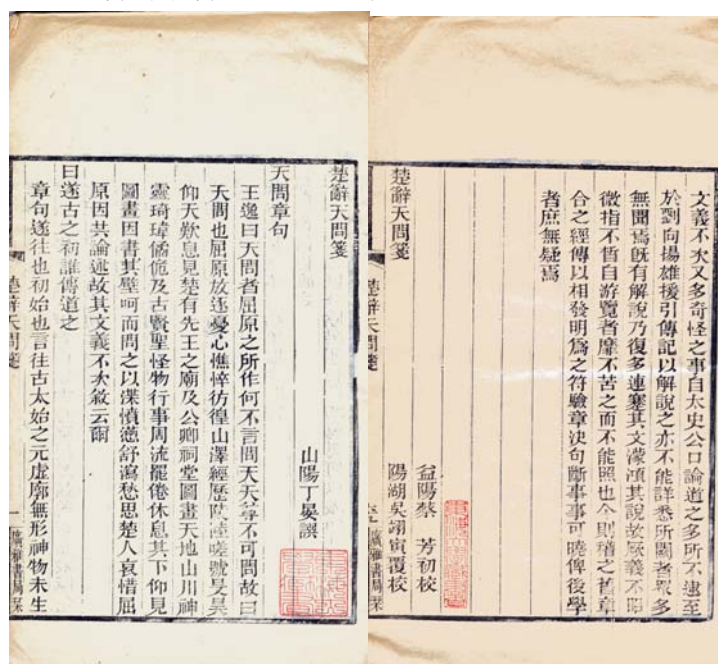 楚辭天問箋
山陽丁晏譔
天問章句
王逸曰天問者屈原之所作何不言問天天尊不可問故曰
天問也屈原放逐憂心憔悴彷徨山澤經歷陵陸嗟號旻昊
仰天歎息見楚有先王之廟及公卿祠堂圖畫天地山川神
靈琦瑋僪佹及古賢聖怪物行事周流罷倦休息其下仰見
圖畫因書其壁呵而問之以渫憤懣舒瀉愁思楚人哀惜屈
原因共論述故其文義不次敘云爾
曰遂古之初誰傳道之
章句遂往也初始也言往古太始之元虛廓無形神物未生
楚辭天問箋
一
廣雅書局栞
文義不次又多奇怪之事自太史公口論道之多所不逮至
於劉向揚雄援引傳記以解說之亦不能詳悉所闕者眾多
無聞焉既有解說乃復多連蹇其文濛澒其說故厥義不昭
微指不晢自游覽者靡不苦之而不能照也今則稽之舊章
合之經傳以相發明爲之符驗章決句斷事事可曉俾後學
者庶無疑焉
益陽蔡 芳初校
陽湖吳翊寅覆校
楚辭天問箋